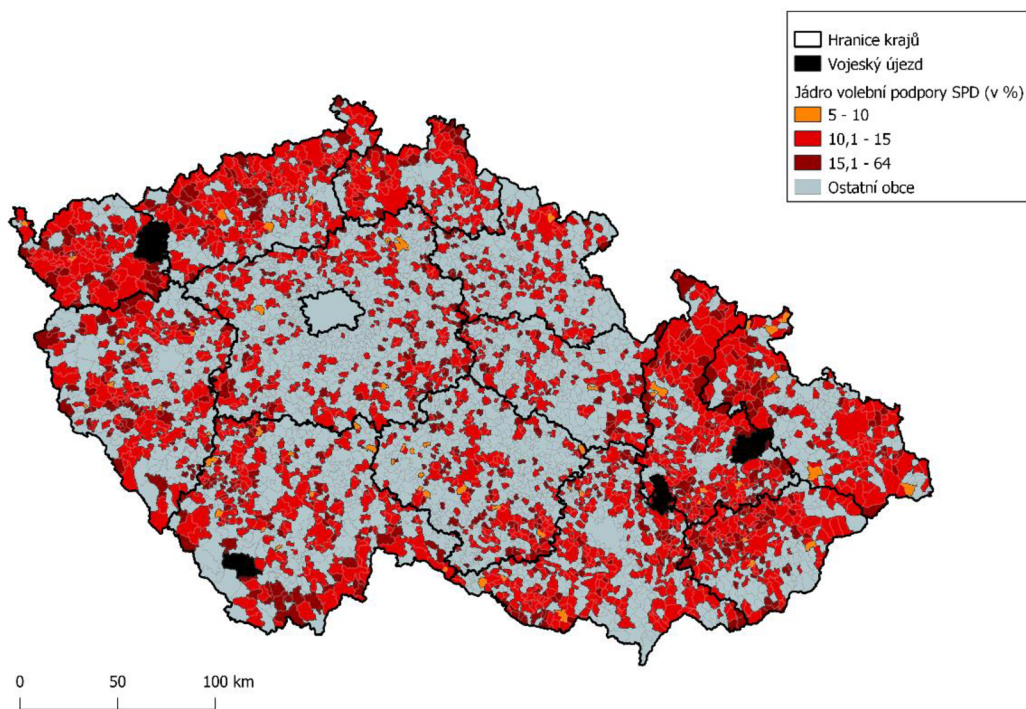 Hranice krajů
Vojeský újezd
Jádro volební podpory SPD (v %)
5 - 10
10,1 - 15
15,1 - 64
Ostatní obce
0 50 100 km